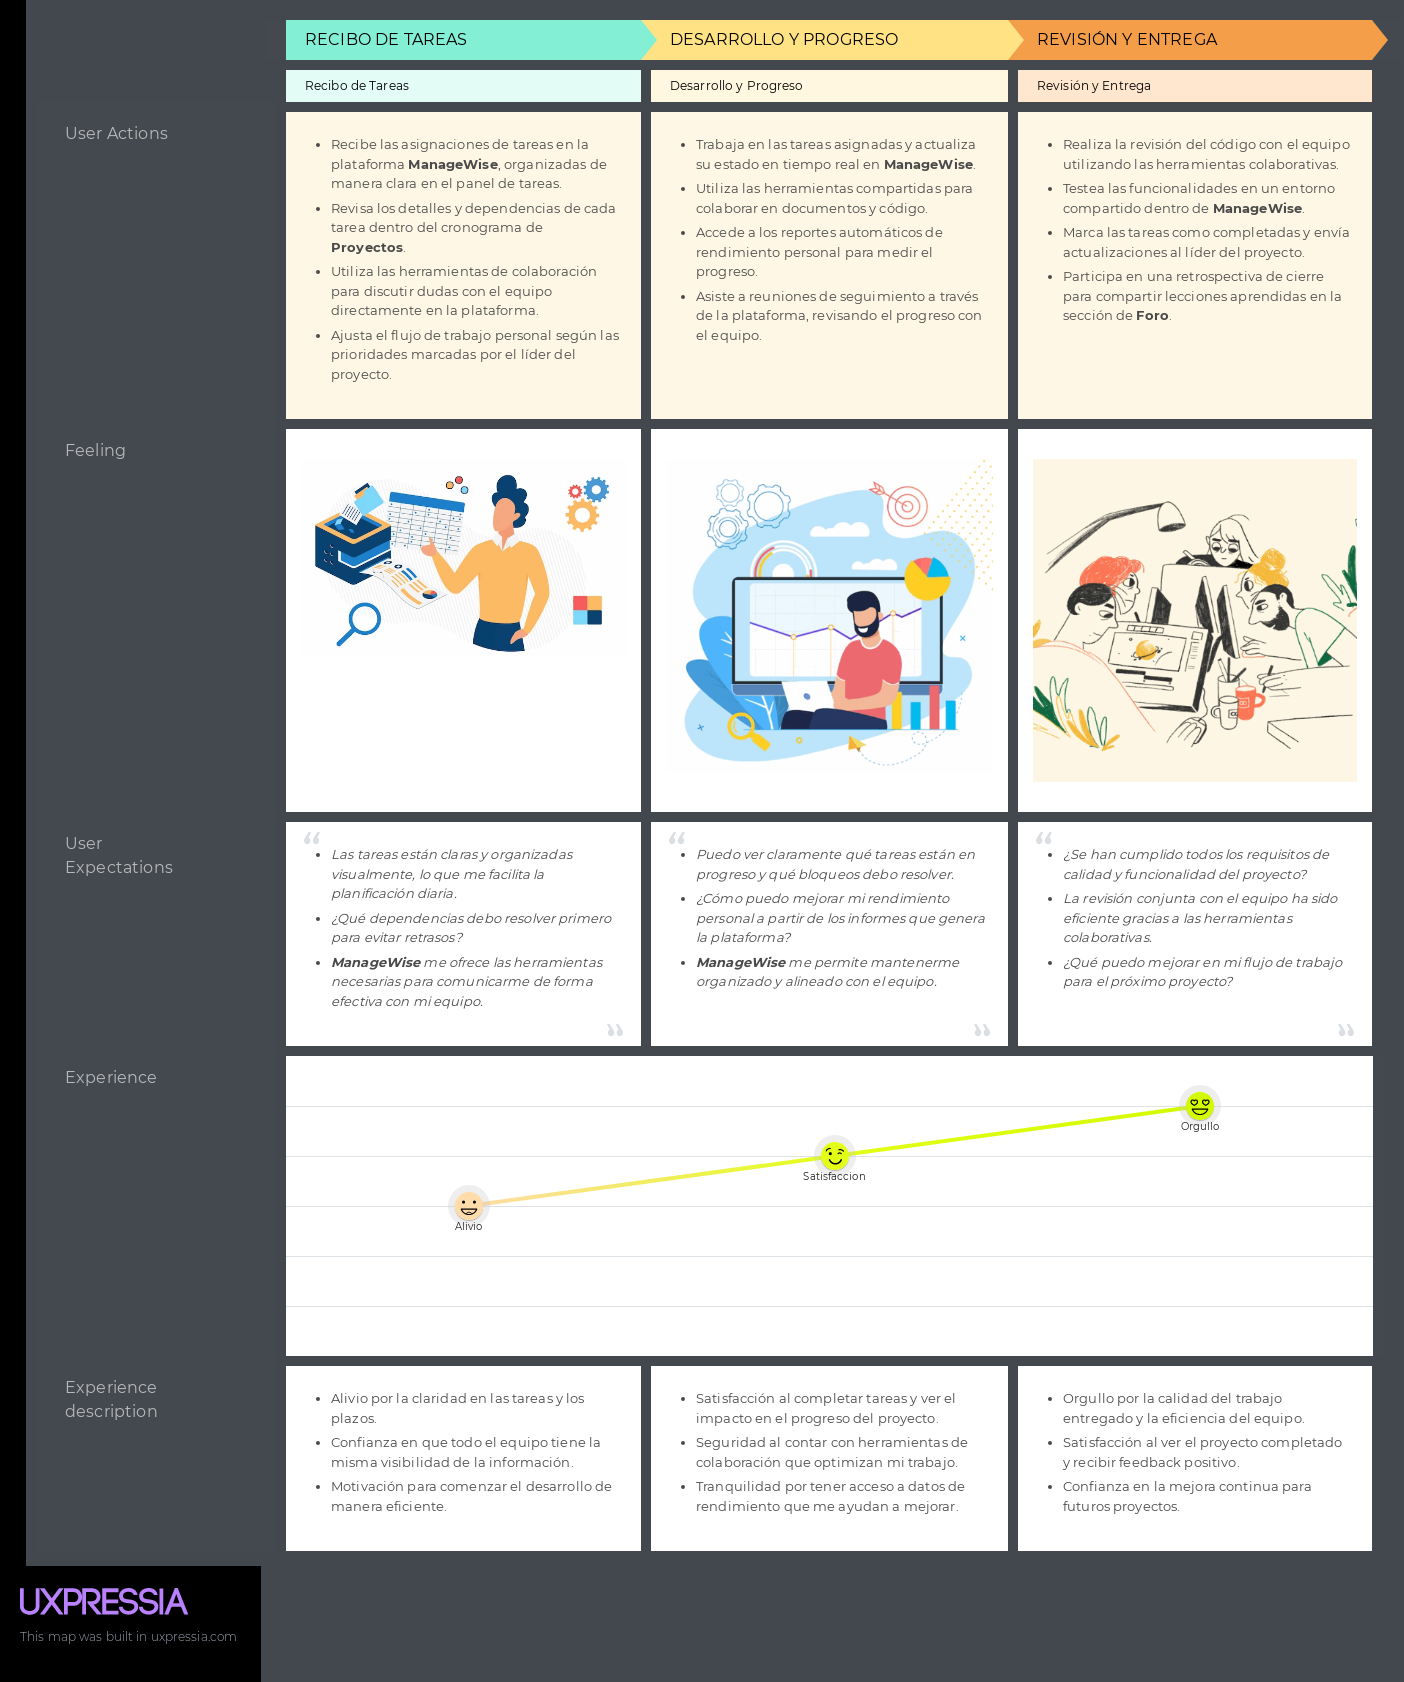 RECIBO DE TAREAS
DESARROLLO Y PROGRESO
REVISIÓN Y ENTREGA
Recibo de Tareas
Desarrollo y Progreso
Revisión y Entrega
User Actions
Recibe las asignaciones de tareas en la
plataforma ManageWise, organizadas de
manera clara en el panel de tareas.
Revisa los detalles y dependencias de cada
tarea dentro del cronograma de
Proyectos.
Utiliza las herramientas de colaboración
para discutir dudas con el equipo
directamente en la plataforma.
Ajusta el flujo de trabajo personal según las
prioridades marcadas por el líder del
proyecto.
Trabaja en las tareas asignadas y actualiza
su estado en tiempo real en ManageWise.
Utiliza las herramientas compartidas para
colaborar en documentos y código.
Accede a los reportes automáticos de
rendimiento personal para medir el
progreso.
Asiste a reuniones de seguimiento a través
de la plataforma, revisando el progreso con
el equipo.
Realiza la revisión del código con el equipo
utilizando las herramientas colaborativas.
Testea las funcionalidades en un entorno
compartido dentro de ManageWise.
Marca las tareas como completadas y envía
actualizaciones al líder del proyecto.
Participa en una retrospectiva de cierre
para compartir lecciones aprendidas en la
sección de Foro.
Feeling
User
Expectations
Las tareas están claras y organizadas
visualmente, lo que me facilita la
planificación diaria.
¿Qué dependencias debo resolver primero
para evitar retrasos?
ManageWise me ofrece las herramientas
necesarias para comunicarme de forma
efectiva con mi equipo.
Puedo ver claramente qué tareas están en
progreso y qué bloqueos debo resolver.
¿Cómo puedo mejorar mi rendimiento
personal a partir de los informes que genera
la plataforma?
ManageWise me permite mantenerme
organizado y alineado con el equipo.
¿Se han cumplido todos los requisitos de
calidad y funcionalidad del proyecto?
La revisión conjunta con el equipo ha sido
eficiente gracias a las herramientas
colaborativas.
¿Qué puedo mejorar en mi flujo de trabajo
para el próximo proyecto?
Experience
Orgullo
Satisfaccion
Alivio
Experience
description
Alivio por la claridad en las tareas y los
plazos.
Confianza en que todo el equipo tiene la
misma visibilidad de la información.
Motivación para comenzar el desarrollo de
manera eficiente.
Satisfacción al completar tareas y ver el
impacto en el progreso del proyecto.
Seguridad al contar con herramientas de
colaboración que optimizan mi trabajo.
Tranquilidad por tener acceso a datos de
rendimiento que me ayudan a mejorar.
Orgullo por la calidad del trabajo
entregado y la eficiencia del equipo.
Satisfacción al ver el proyecto completado
y recibir feedback positivo.
Confianza en la mejora continua para
futuros proyectos.
UXPRESSIA
This map was built in uxpressia.com